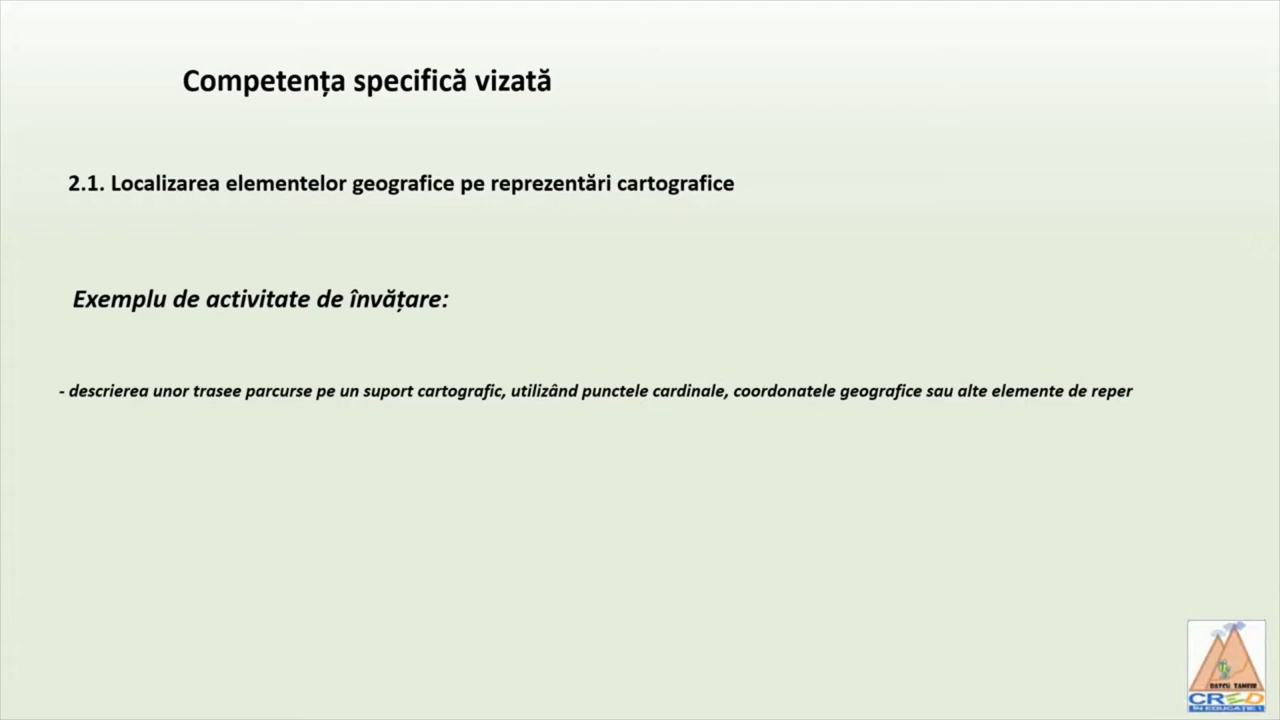 Competența specifică vizată
2.1. Localizarea elementelor geografice pe reprezentări cartografice
Exemplu de activitate de învățare:
- descrierea unor trasee parcurse pe un suport cartografic, utilizând punctele cardinale, coordonatele geografice sau alte elemente de reper
CRED
ÎN EDUCAȚIE !